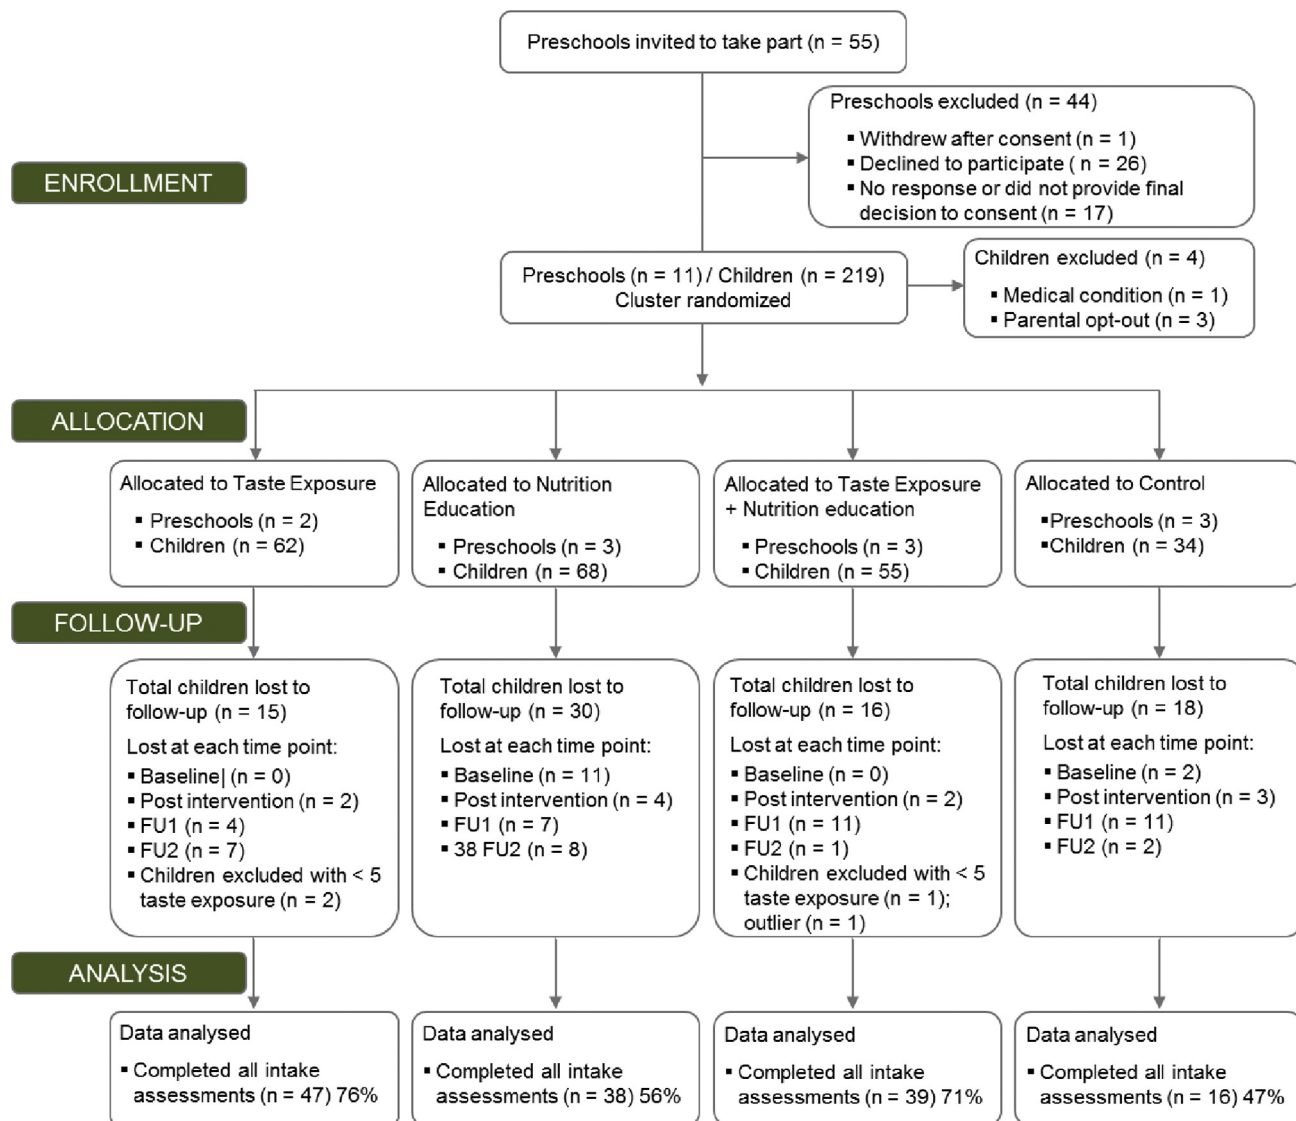 Preschools invited to take part (n = 55)
Preschools excluded (n = 44)
▪ Withdrew after consent (n = 1)
▪ Declined to participate ( n = 26)
▪ No response or did not provide final
decision to consent (n = 17)
ENROLLMENT
Preschools (n = 11) / Children (n = 219)
Cluster randomized
Children excluded (n = 4)
▪ Medical condition (n = 1)
▪ Parental opt-out (n = 3)
ALLOCATION
Allocated to Taste Exposure
▪ Preschools (n = 2)
▪ Children (n = 62)
Allocated to Nutrition
Education
▪ Preschools (n = 3)
▪ Children (n = 68)
Allocated to Taste Exposure
+ Nutrition education
▪ Preschools (n = 3)
▪ Children (n = 55)
Allocated to Control
▪Preschools (n = 3)
▪Children (n = 34)
FOLLOW-UP
Total children lost to
follow-up (n = 15)
Lost at each time point:
▪ Baseline| (n = 0)
▪ Post intervention (n = 2)
▪ FU1 (n = 4)
▪ FU2 (n = 7)
▪ Children excluded with < 5
taste exposure (n = 2)
Total children lost to
follow-up (n = 30)
Lost at each time point:
▪ Baseline (n = 11)
▪ Post intervention (n = 4)
▪ FU1 (n = 7)
▪ 38 FU2 (n = 8)
Total children lost to
follow-up (n = 16)
Lost at each time point:
▪ Baseline (n = 0)
▪ Post intervention (n = 2)
▪ FU1 (n = 11)
▪ FU2 (n = 1)
▪ Children excluded with < 5
taste exposure (n = 1);
outlier (n = 1)
Total children lost to
follow-up (n = 18)
Lost at each time point:
▪ Baseline (n = 2)
▪ Post intervention (n = 3)
▪ FU1 (n = 11)
▪ FU2 (n = 2)
ANALYSIS
Data analysed
▪ Completed all intake
assessments (n = 47) 76%
Data analysed
▪ Completed all intake
assessments (n = 38) 56%
Data analysed
▪ Completed all intake
assessments (n = 39) 71%
Data analysed
▪ Completed all intake
assessments (n = 16) 47%